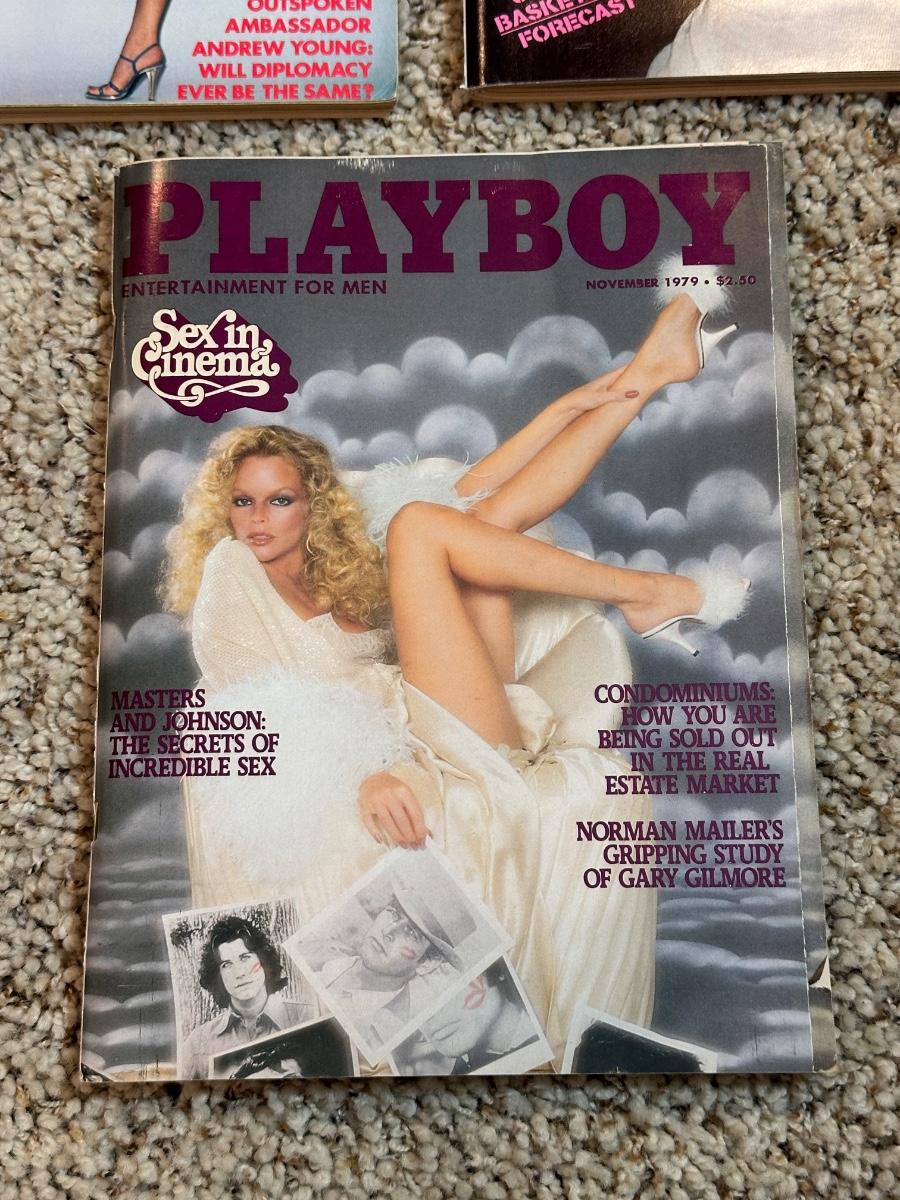 OUTSPOKEN
AMBASSADOR
ANDREW YOUNG:
WILL DIPLOMACY
EVER BE THE SAME?
FORECAST
PLAYBOY
ENTERTAINMENT FOR MEN
NOVEMBER 1979 • $2.50
Sex in
Cinema
MASTERS
AND JOHNSON:
THE SECRETS OF
INCREDIBLE SEX
CONDOMINIUMS:
HOW YOU ARE
BEING SOLD OUT
IN THE REAL
ESTATE MARKET
NORMAN MAILER'S
GRIPPING STUDY
OF GARY GILMORE